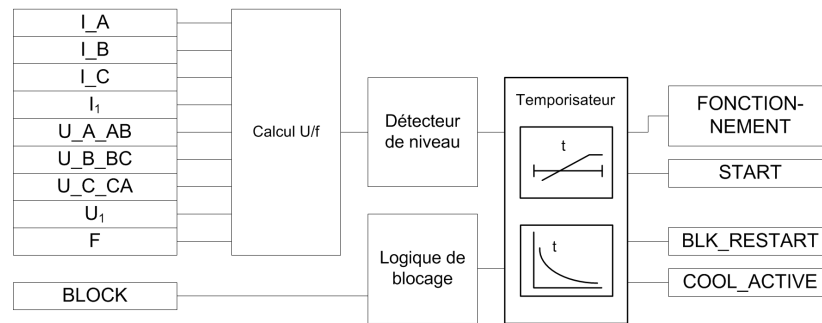 I_A
I_B
I_C
I₁
U_A_AB
U_B_BC
U_C_CA
U₁
F
BLOCK
Calcul U/f
Détecteur
de niveau
Logique de
blocage
Temporisateur
t
t
FONCTION-
NEMENT
START
BLK_RESTART
COOL_ACTIVE